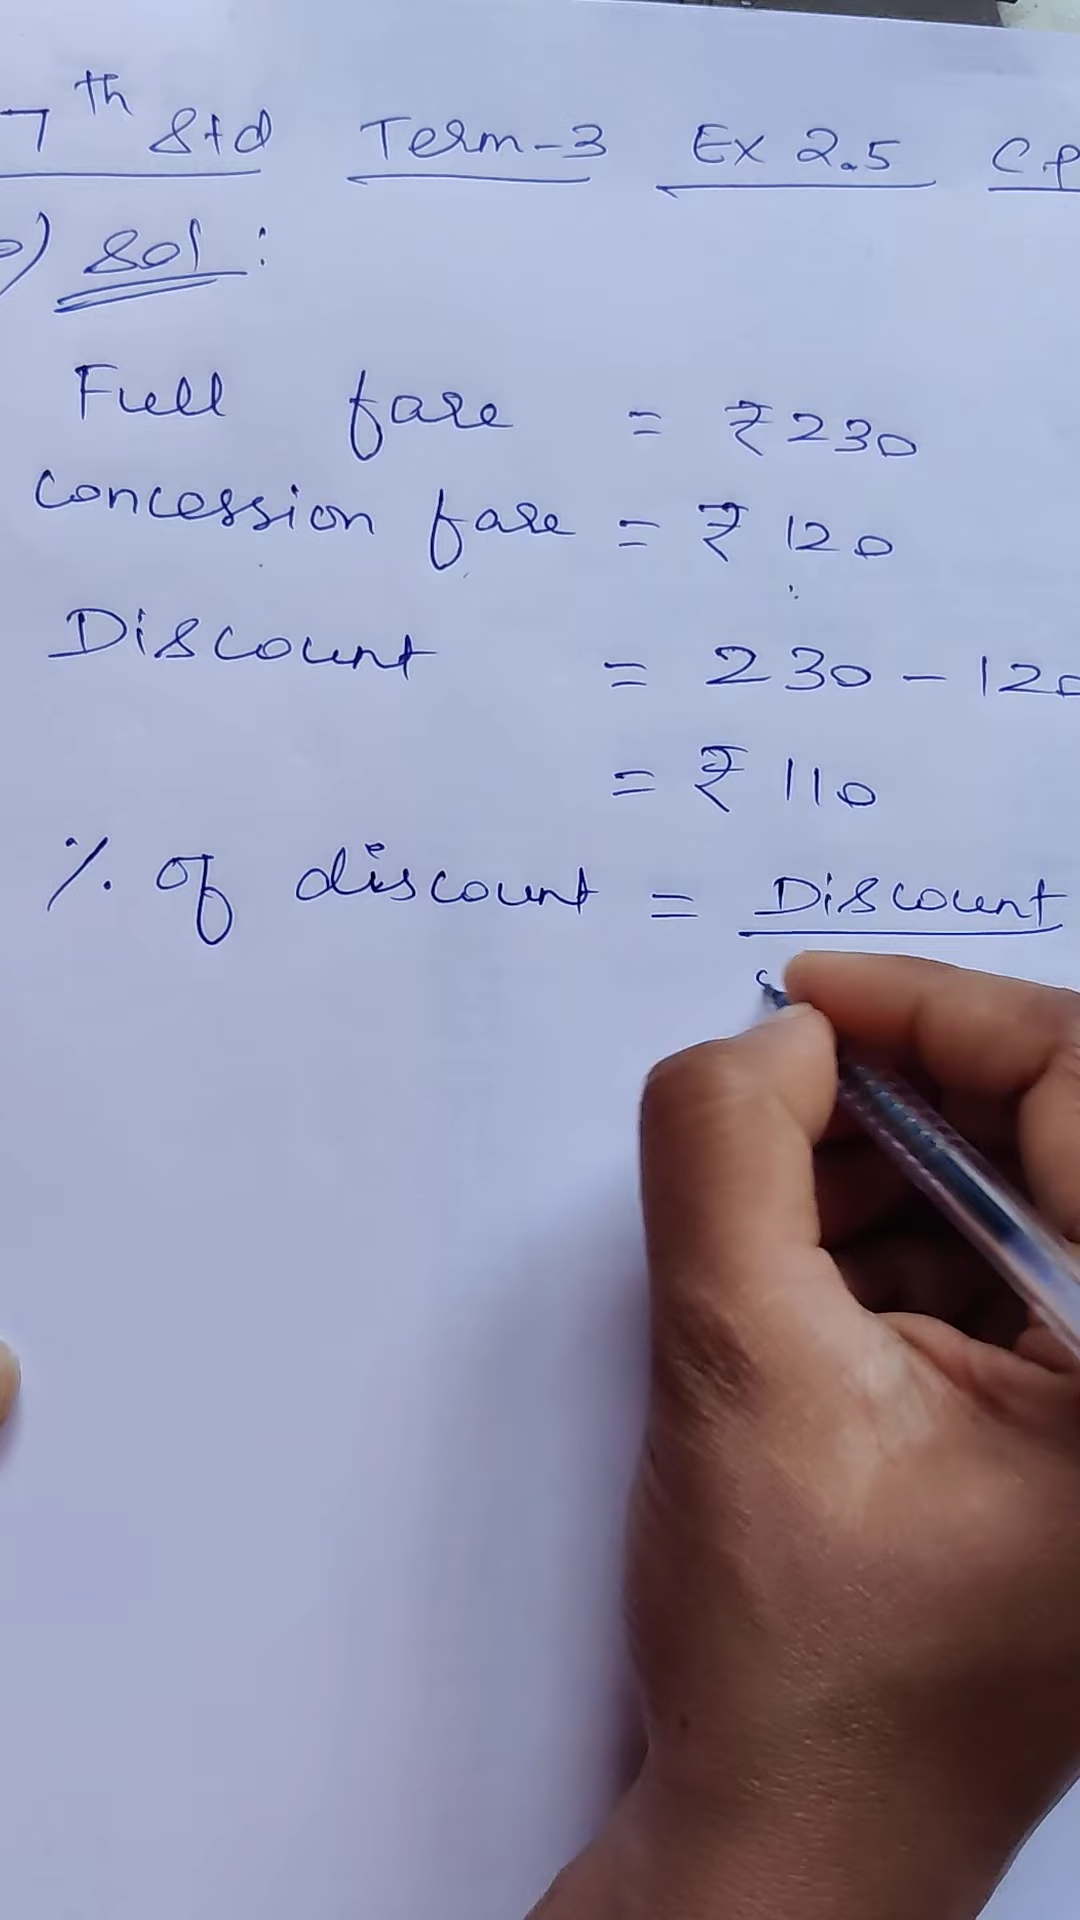 7th Std Term-3 Ex 2.5 C.P
) Sol :
Full fare = ₹230
Concession fare = ₹ 120
Discount = 230 - 120
= ₹ 110
% of discount = Discount